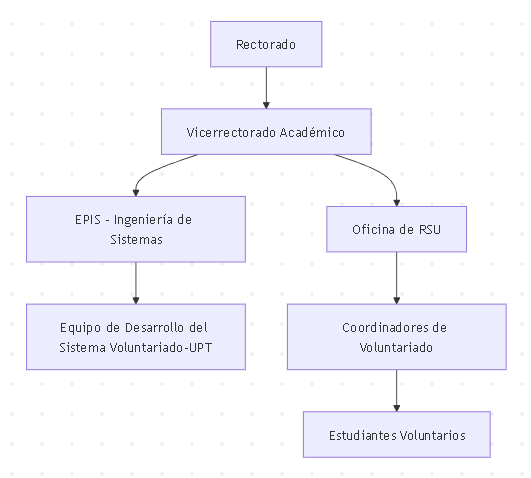 Rectorado
Vicerrectorado Académico
EPIS - Ingeniería de
Sistemas
Oficina de RSU
Equipo de Desarrollo del
Sistema Voluntariado-UPT
Coordinadores de
Voluntariado
Estudiantes Voluntarios